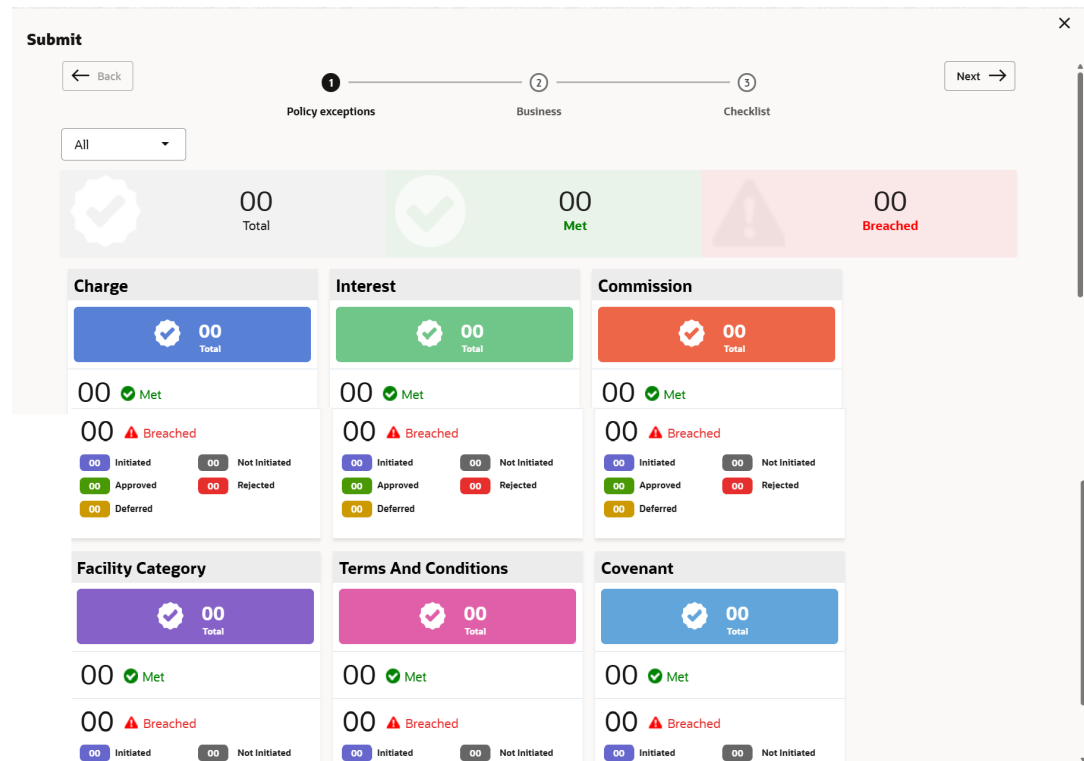 Submit
Back
1
2
3
Next
Policy exceptions
Business
Checklist
All
00
00
00
Total
Met
Breached
Charge
Interest
Commission
00
00
00
Total
Total
Total
00 Met
00 Met
00 Met
00 Breached
00 Breached
00 Breached
00 Initiated 00 Not Initiated
00 Initiated 00 Not Initiated
00 Initiated 00 Not Initiated
00 Approved 00 Rejected
00 Approved 00 Rejected
00 Approved 00 Rejected
00 Deferred
00 Deferred
00 Deferred
Facility Category
Terms And Conditions
Covenant
00
00
00
Total
Total
Total
00 Met
00 Met
00 Met
00 Breached
00 Breached
00 Breached
00 Initiated 00 Not Initiated
00 Initiated 00 Not Initiated
00 Initiated 00 Not Initiated